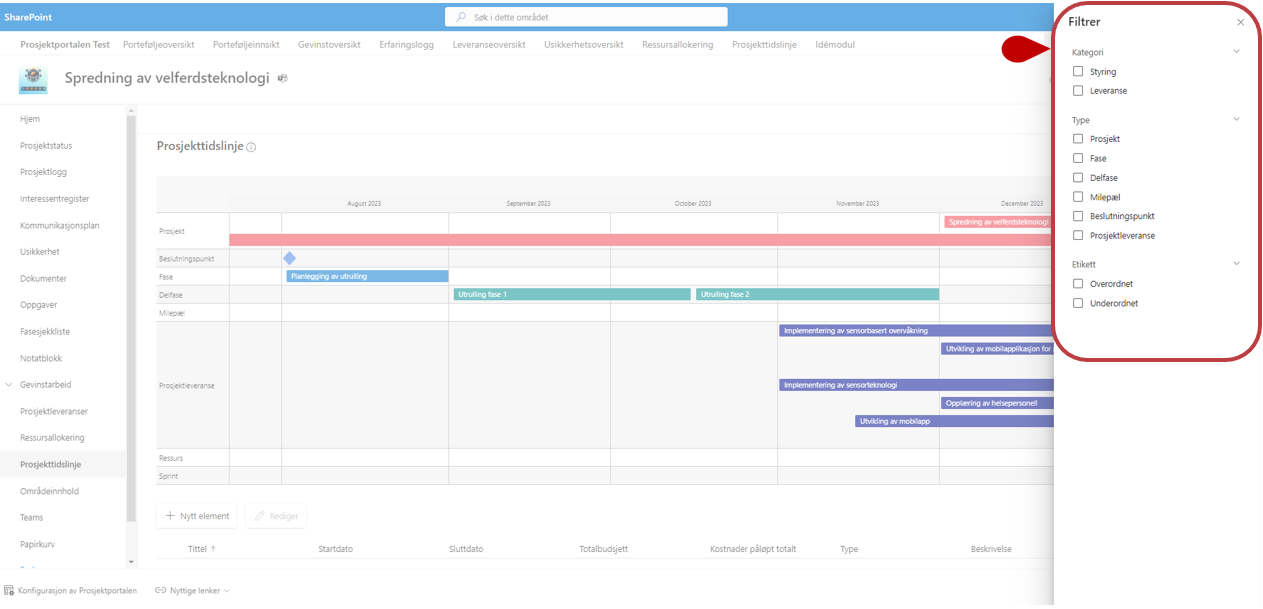 SharePoint
Søk i dette området
Prosjektportalen Test Porteføljeoversikt Porteføljeinnsikt Gevinstoversikt Erfaringslogg Leveranseoversikt Usikkerhetsoversikt Ressursallokering Prosjekttidslinje Idémodul
Spredning av velferdsteknologi
Hjem
Prosjektstatus
Prosjektlogg
Interessentregister
Kommunikasjonsplan
Usikkerhet
Dokumenter
Oppgaver
Fasesjekkliste
Notatblokk
Gevinstarbeid
Prosjektleveranser
Ressursallokering
Prosjekttidslinje
Områdeinnhold
Teams
Papirkurv
Prosjekttidslinje
August 2023 September 2023 October 2023 November 2023 December 2023
Prosjekt
Spredning av velferdsteknologi
Beslutningspunkt
Fase
Planlegging av utrulling
Delfase
Utrulling fase 1
Utrulling fase 2
Milepæl
Prosjektleveranse
Implementering av sensorbasert overvåkning
Utvikling av mobilapplikasjon for
Implementering av sensorteknologi
Opplæring av helsepersonell
Utvikling av mobilapp
Ressurs
Sprint
Nytt element Rediger
Tittel Startdato Sluttdato Totalbudsjett Kostnader påløpt totalt Type Beskrivelse
Konfigurasjon av Prosjektportalen Nyttige lenker
Filtrer
Kategori
Styring
Leveranse
Type
Prosjekt
Fase
Delfase
Milepæl
Beslutningspunkt
Prosjektleveranse
Etikett
Overordnet
Underordnet